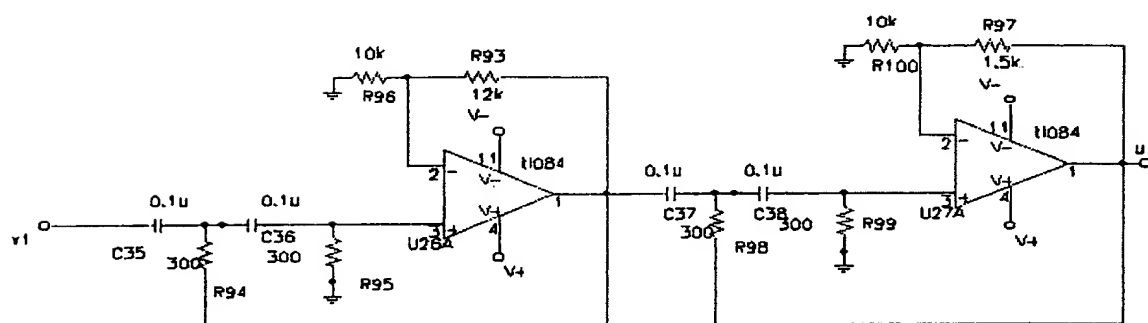 10k R93
R96 12k
V-
2 - 11 V- tl084
0.1u 0.1u
V+ 1
v1 C35 C36 3 + 4
U26A
300 300
R94 R95 V+
10k R97
R100 1.5k
V-
2 - 11 V- tl084
0.1u 0.1u u
V+ 1
C37 C38 3 + 4
U27A
300 300 R99
R98 V+